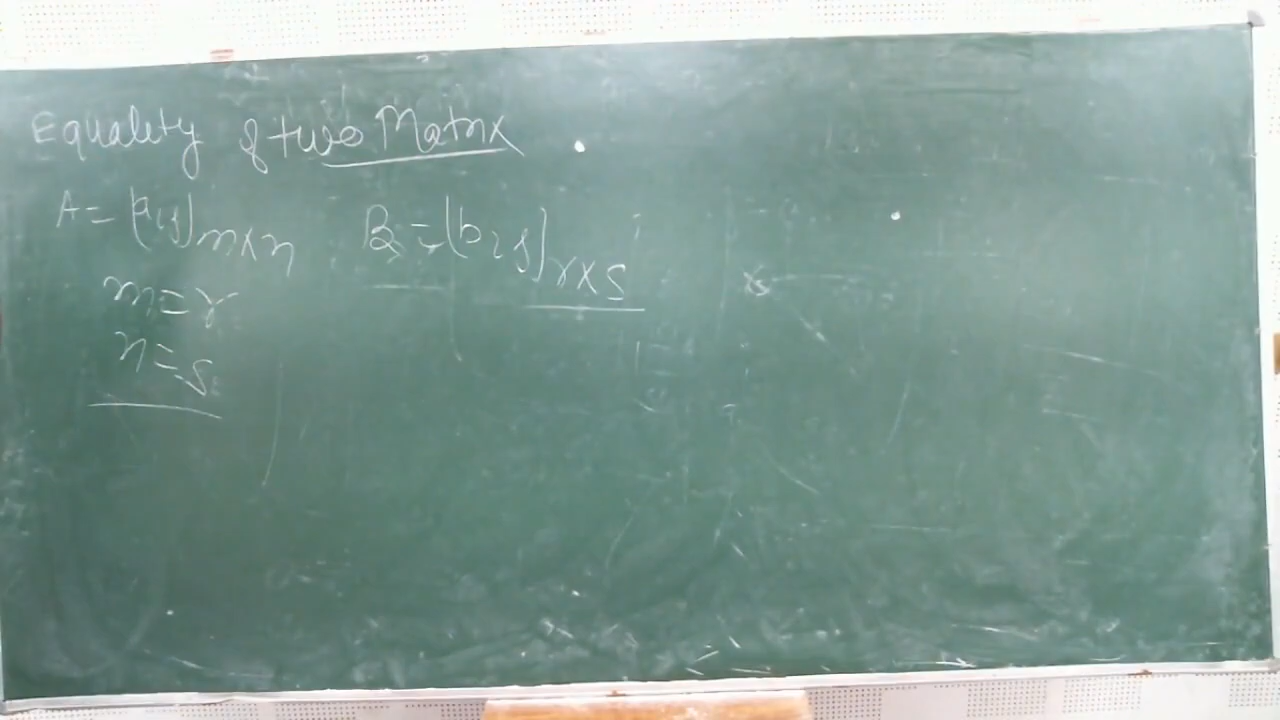 Equality of two Matrix
A = [aij]m×n B = [bij]r×s
m = r
n = s